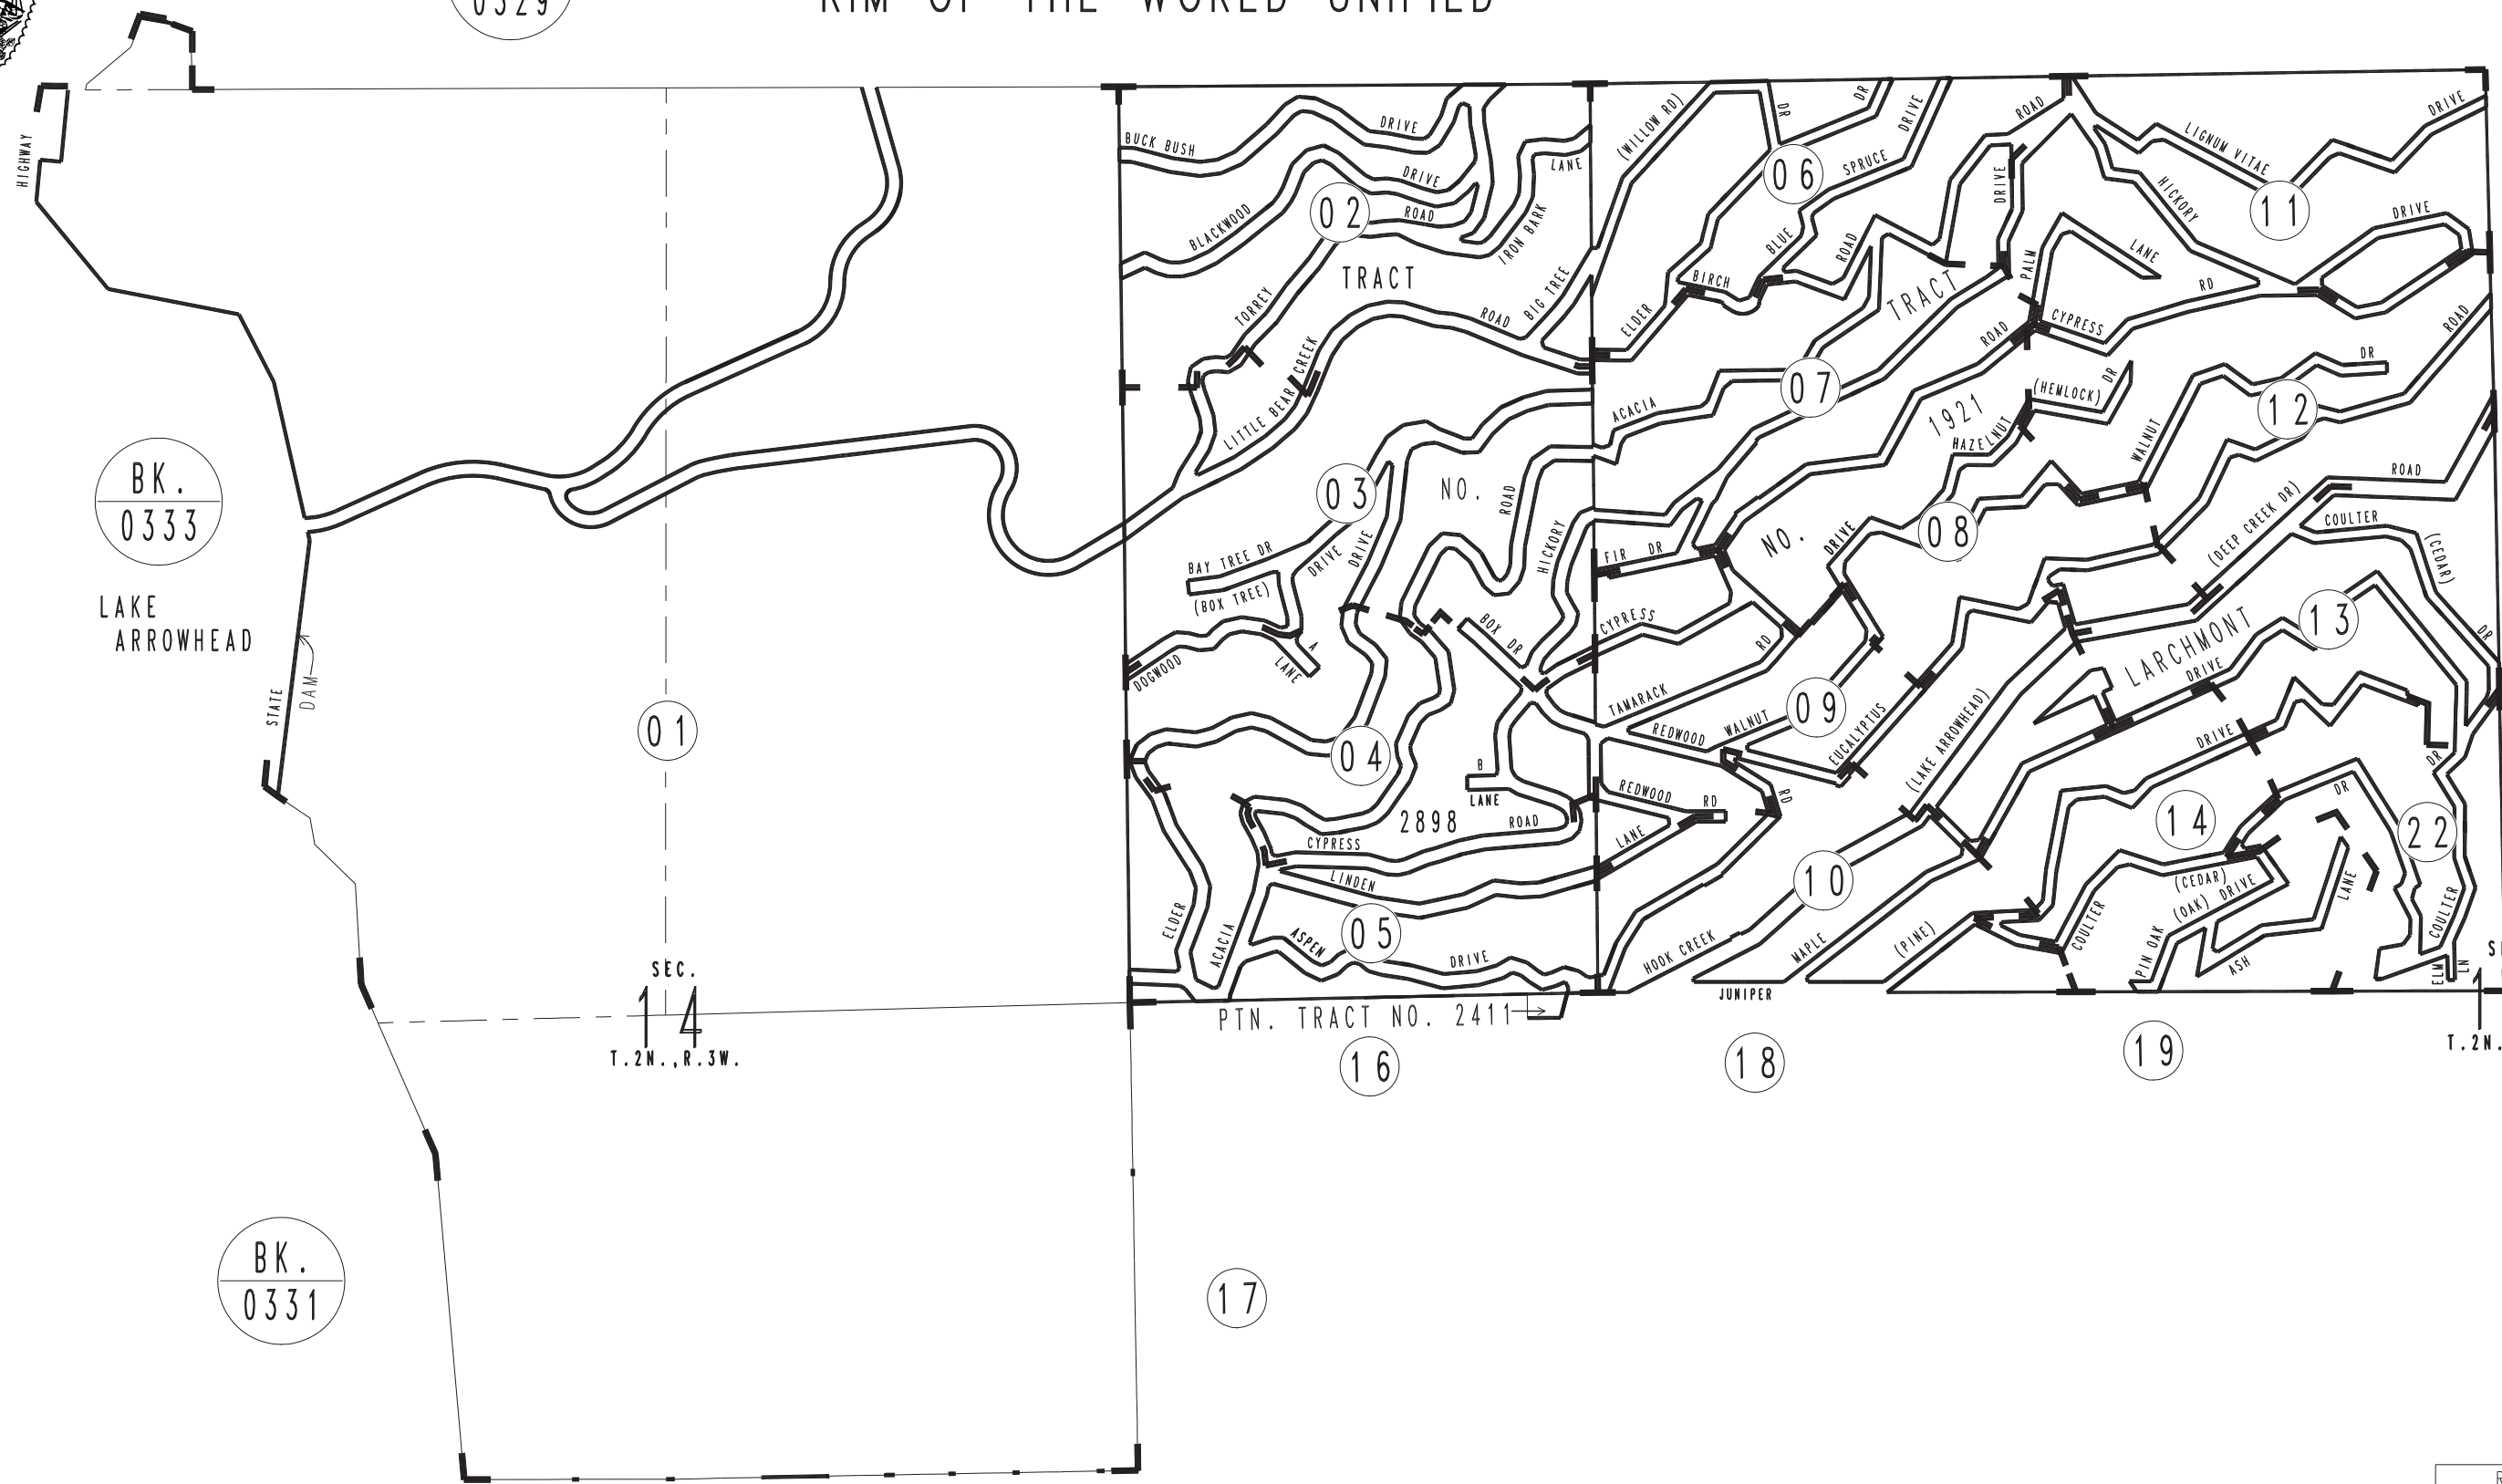 0329
RIM OF THE WORLD UNIFIED
HIGHWAY
BK.
0333
LAKE
ARROWHEAD
STATE
DAM
01
SEC.
14
T.2N.,R.3W.
BK.
0331
BUCK BUSH
DRIVE
BLACKWOOD
DRIVE
02
ROAD
LANE
IRON BARK
TRACT
TORREY
LITTLE BEAR CREEK
ROAD
BIG TREE
03
NO.
ROAD
HICKORY
BAY TREE DR
(BOX TREE)
DRIVE
DRIVE
DOGWOOD
LANE
A
BOX DR
04
B
LANE
2898
ROAD
CYPRESS
LINDEN
05
ELDER
ACACIA
ASPEN
DRIVE
PTN. TRACT NO. 2411
16
17
(WILLOW RD)
DR
DR
DRIVE
06
SPRUCE
BLUE
ROAD
BIRCH
ELDER
ROAD
DRIVE
TRACT
PALM
LANE
07
ROAD
CYPRESS
RD
ACACIA
1921
HAZELNUT
(HEMLOCK)
DR
FIR DR
NO.
DRIVE
08
WALNUT
CYPRESS
TAMARACK
RD
REDWOOD
WALNUT
09
EUCALYPTUS
REDWOOD
RD
RD
LANE
10
HOOK CREEK
MAPLE
JUNIPER
(PINE)
(LAKE ARROWHEAD)
18
LIGNUM VITAE
DRIVE
HICKORY
11
DRIVE
ROAD
DR
12
ROAD
(DEEP CREEK DR)
COULTER
(CEDAR)
DR
13
LARCHMONT
DRIVE
DRIVE
DR
14
DR
22
(CEDAR)
(OAK) DRIVE
LANE
COULTER
COULTER
PIN OAK
ASH
ELM
LN
19
T.2N.